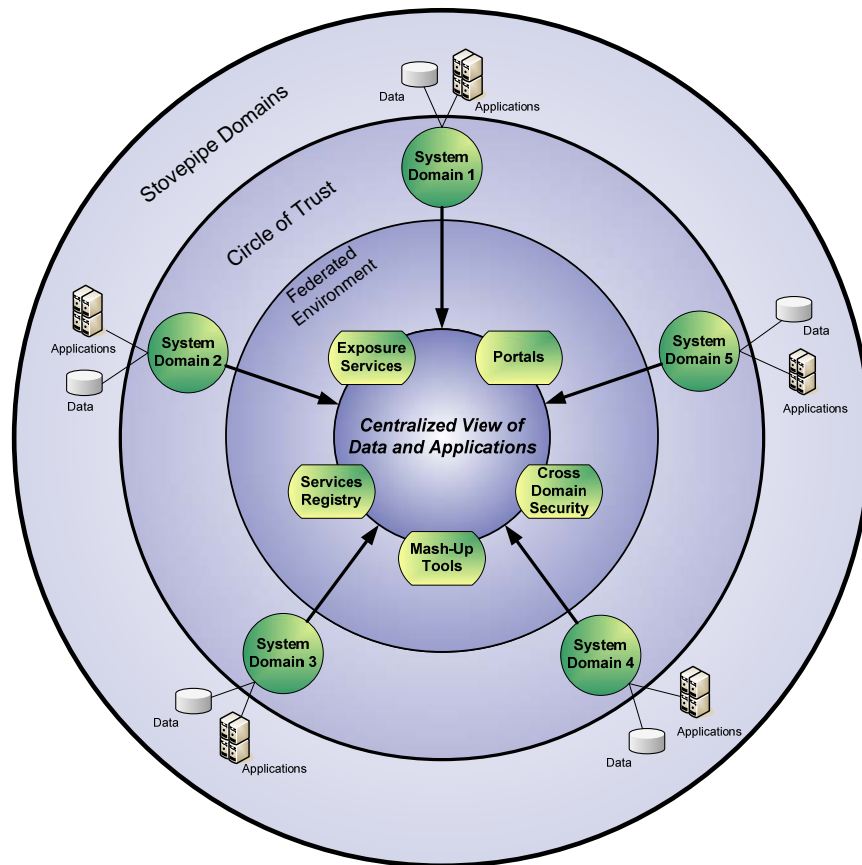 Data
Applications
Stovepipe Domains
System
Domain 1
Circle of Trust
Federated
Environment
Applications
Data
System
Domain 2
System
Domain 5
Data
Applications
Exposure
Services
Portals
Centralized View of
Data and Applications
Services
Registry
Cross
Domain
Security
Mash-Up
Tools
System
Domain 3
Data
Applications
System
Domain 4
Applications
Data